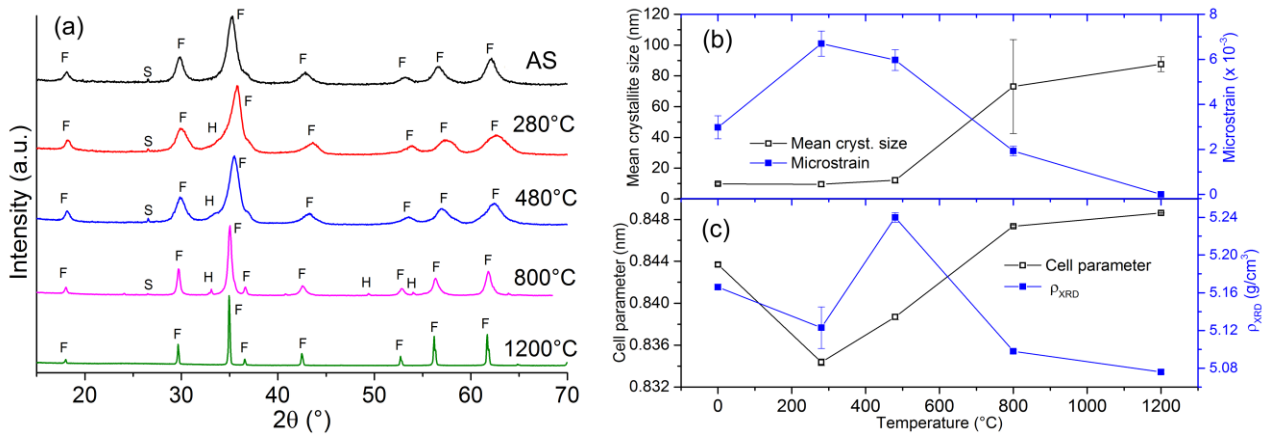 (a)
F S F F F F F F AS
F S F H F F F F F 280°C
F S F H F F F F F 480°C
F S F H F F F H F H F F 800°C
F F F F F F F F 1200°C
Intensity (a.u.)
20 30 40 50 60 70
2θ (°)
(b)
Mean crystallite size (nm)
120
100
80
60
40
20
0
Mean cryst. size
Microstrain
8
6
4
2
0
Microstrain (x 10⁻³)
(c)
Cell parameter (nm)
0.848
0.844
0.840
0.836
0.832
Cell parameter
ρXRD
5.24
5.20
5.16
5.12
5.08
ρXRD (g/cm³)
0 200 400 600 800 1000 1200
Temperature (°C)